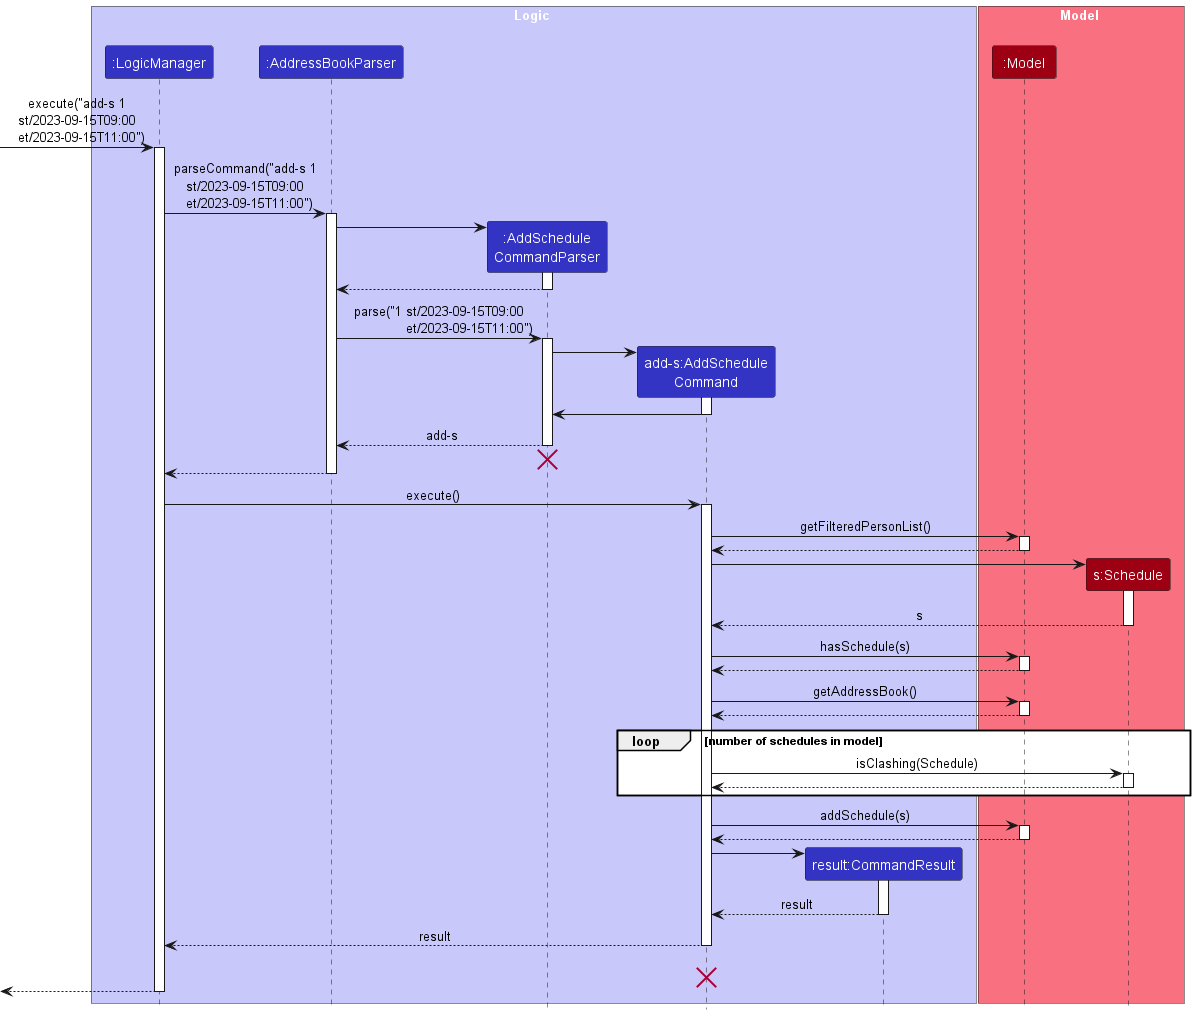 Logic
Model
:LogicManager
:AddressBookParser
:Model
execute("add-s 1
st/2023-09-15T09:00
et/2023-09-15T11:00")
parseCommand("add-s 1
st/2023-09-15T09:00
et/2023-09-15T11:00")
:AddSchedule
CommandParser
parse("1 st/2023-09-15T09:00
et/2023-09-15T11:00")
add-s:AddSchedule
Command
add-s
execute()
getFilteredPersonList()
s:Schedule
s
hasSchedule(s)
getAddressBook()
loop
[number of schedules in model]
isClashing(Schedule)
addSchedule(s)
result:CommandResult
result
result